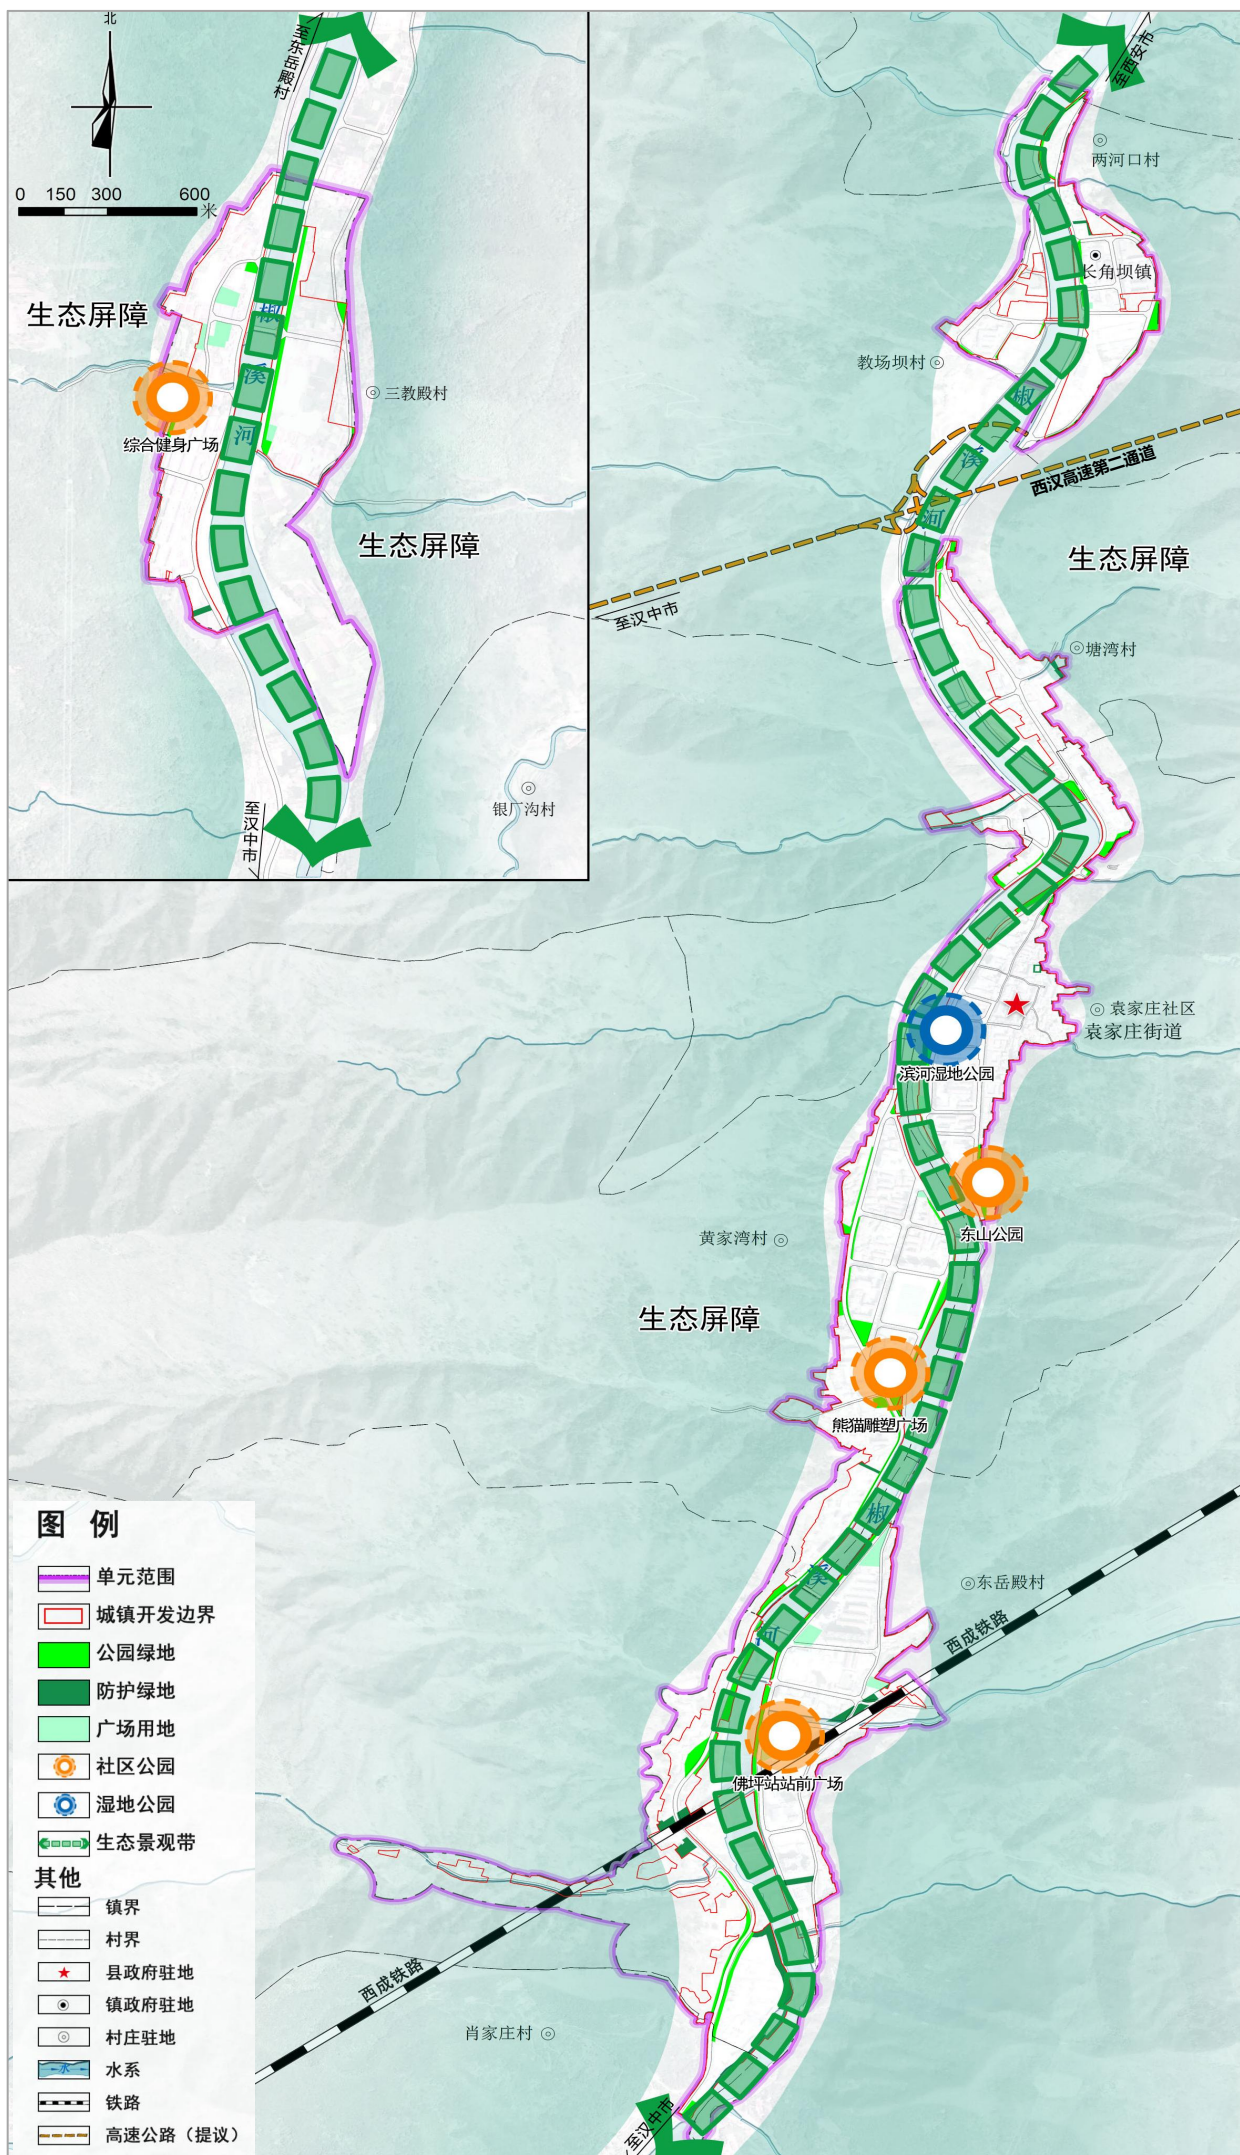 北
至东岳殿村
0 150 300 600 米
生态屏障
椒
溪
河
三教殿村
综合健身广场
生态屏障
银厂沟村
至汉中市
至西安市
两河口村
长角坝镇
教场坝村
椒
溪
河
西汉高速第二通道
生态屏障
至汉中市
塘湾村
袁家庄社区
袁家庄街道
滨河湿地公园
东山公园
黄家湾村
生态屏障
熊猫雕塑广场
椒
溪
河
东岳殿村
西成铁路
佛坪站站前广场
西成铁路
肖家庄村
至汉中市
图 例
单元范围
城镇开发边界
公园绿地
防护绿地
广场用地
社区公园
湿地公园
生态景观带
其他
镇界
村界
县政府驻地
镇政府驻地
村庄驻地
水
水系
铁路
高速公路（提议）